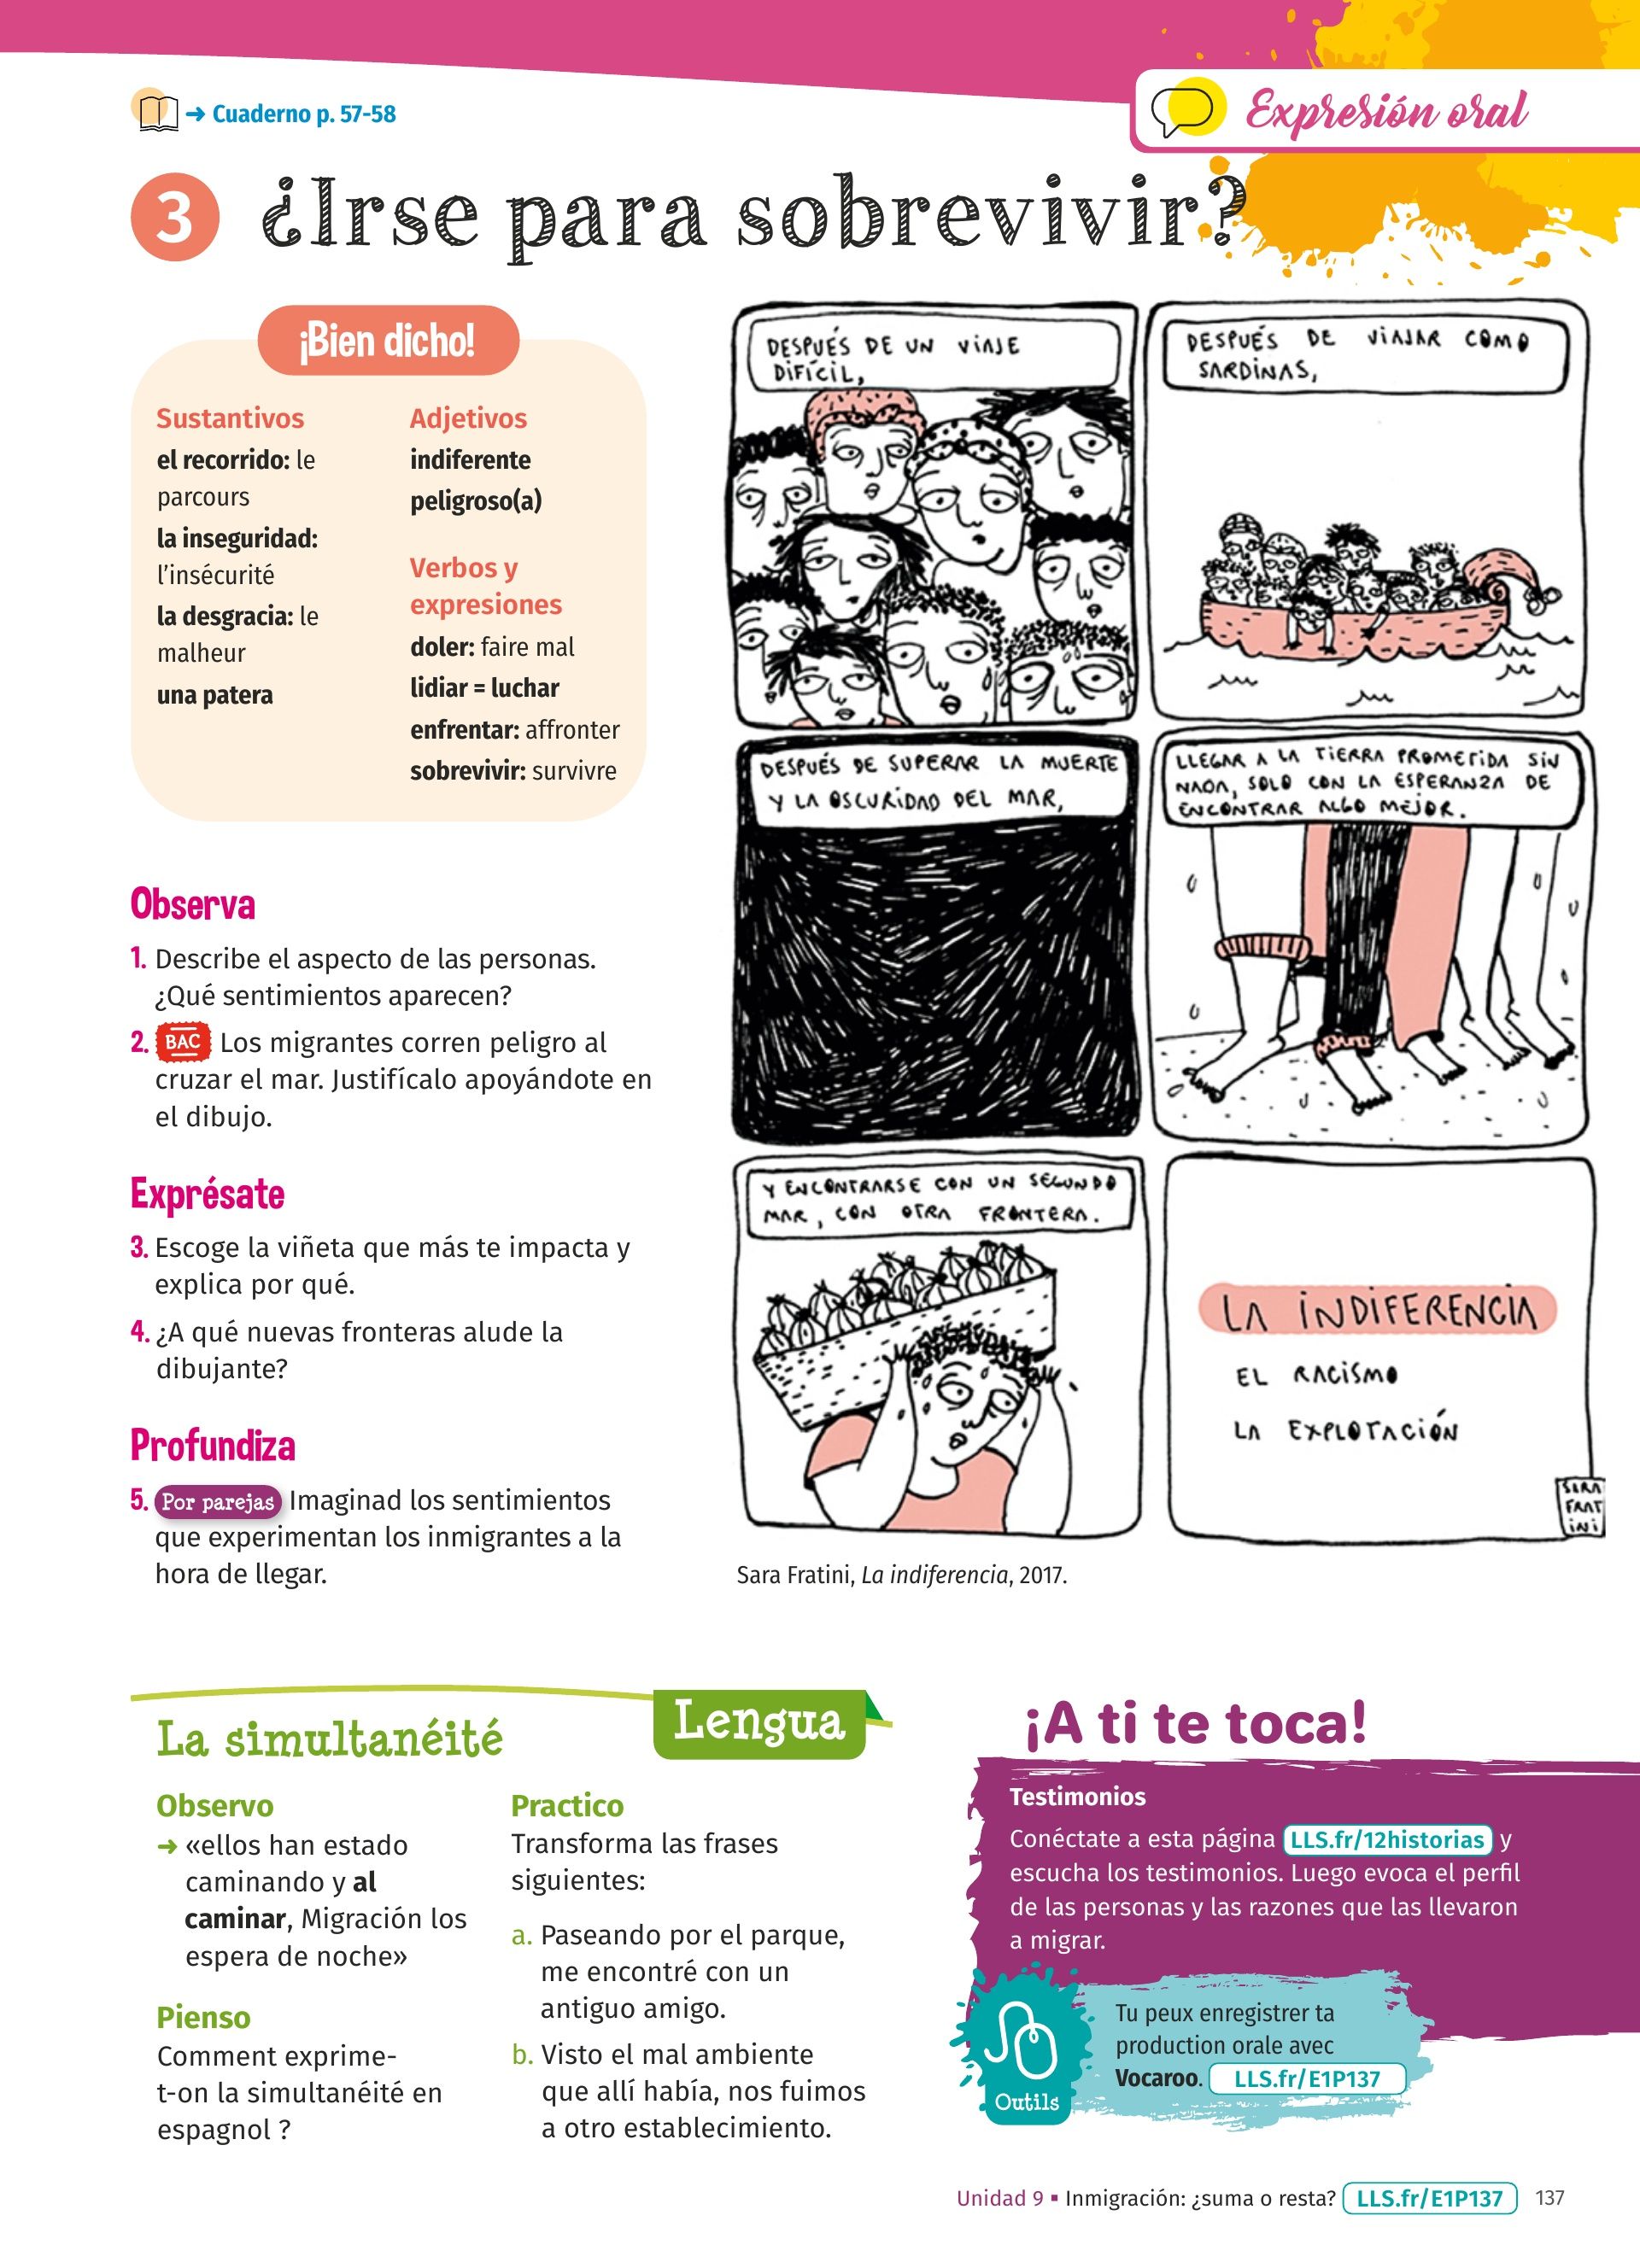 → Cuaderno p. 57-58
Expresión oral
3 ¿Irse para sobrevivir?
¡Bien dicho!
Sustantivos
el recorrido: le
parcours
la inseguridad:
l'insécurité
la desgracia: le
malheur
una patera
Adjetivos
indiferente
peligroso(a)
Verbos y
expresiones
doler: faire mal
lidiar = luchar
enfrentar: affronter
sobrevivir: survivre
Observa
1. Describe el aspecto de las personas.
¿Qué sentimientos aparecen?
2. BAC Los migrantes corren peligro al
cruzar el mar. Justifícalo apoyándote en
el dibujo.
Exprésate
3. Escoge la viñeta que más te impacta y
explica por qué.
4. ¿A qué nuevas fronteras alude la
dibujante?
Profundiza
5. Por parejas Imaginad los sentimientos
que experimentan los inmigrantes a la
hora de llegar.
DESPUÉS DE UN VIAJE
DIFÍCIL,
DESPUÉS DE VIAJAR COMO
SARDINAS,
DESPUÉS DE SUPERAR LA MUERTE
Y LA OSCURIDAD DEL MAR,
LLEGAR A LA TIERRA PROMETIDA SIN
NADA, SOLO CON LA ESPERANZA DE
ENCONTRAR ALGO MEJOR.
Y ENCONTRARSE CON UN SEGUNDO
MAR, CON OTRA FRONTERA.
LA INDIFERENCIA
EL RACISMO
LA EXPLOTACIÓN
SARA
FRAT
INI
Sara Fratini, La indiferencia, 2017.
Lengua
La simultanéité
Observo
→ «ellos han estado
caminando y al
caminar, Migración los
espera de noche»
Pienso
Comment exprime-
t-on la simultanéité en
espagnol ?
Practico
Transforma las frases
siguientes:
a. Paseando por el parque,
me encontré con un
antiguo amigo.
b. Visto el mal ambiente
que allí había, nos fuimos
a otro establecimiento.
¡A ti te toca!
Testimonios
Conéctate a esta página LLS.fr/12historias y
escucha los testimonios. Luego evoca el perfil
de las personas y las razones que las llevaron
a migrar.
Outils
Tu peux enregistrer ta
production orale avec
Vocaroo. LLS.fr/E1P137
Unidad 9 ▪ Inmigración: ¿suma o resta? LLS.fr/E1P137 137